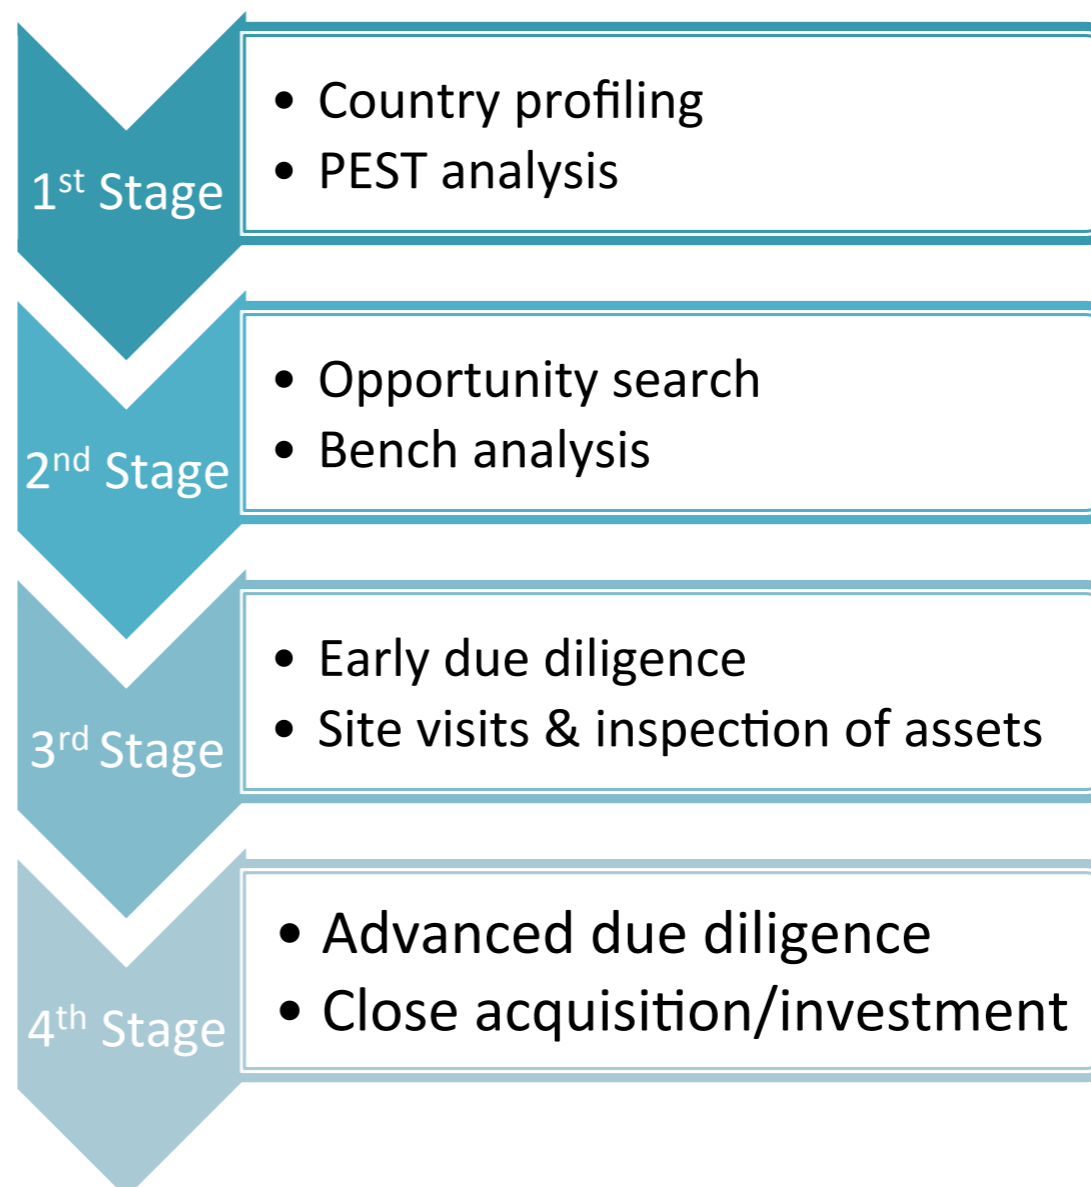 1st Stage
• Country profiling
• PEST analysis
2nd Stage
• Opportunity search
• Bench analysis
3rd Stage
• Early due diligence
• Site visits & inspection of assets
4th Stage
• Advanced due diligence
• Close acquisition/investment